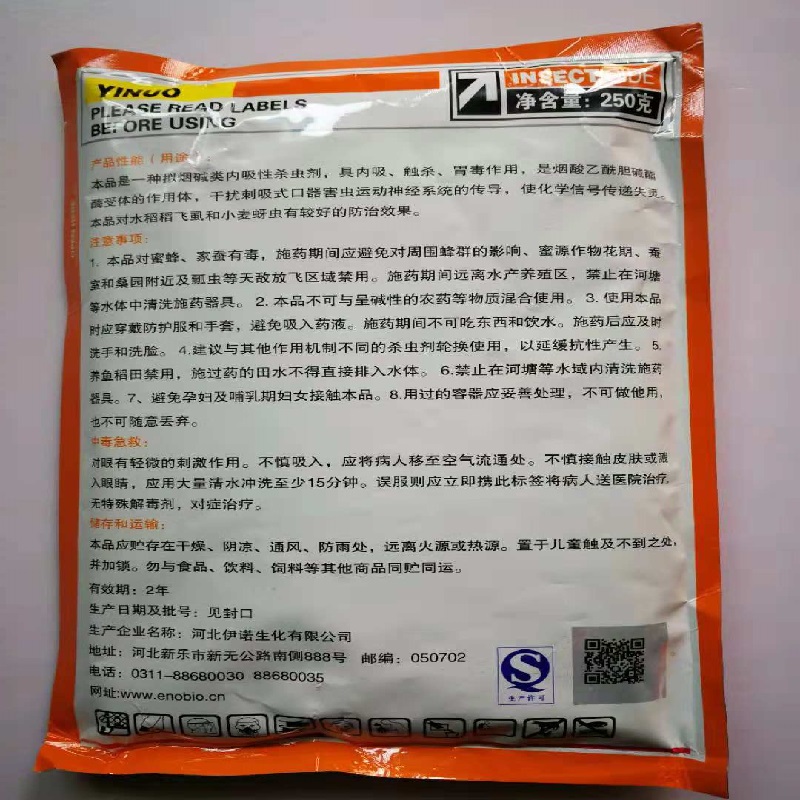 YINUO
PLEASE READ LABELS
BEFORE USING
INSECTICIDE
净含量：250克
产品性能（用途）：
本品是一种拟烟碱类内吸性杀虫剂，具内吸、触杀、胃毒作用，是烟酸乙酰胆碱酯
酶受体的作用体，干扰刺吸式口器害虫运动神经系统的传导，使化学信号传递失灵。
本品对水稻稻飞虱和小麦蚜虫有较好的防治效果。
注意事项：
1. 本品对蜜蜂、家蚕有毒，施药期间应避免对周围蜂群的影响、蜜源作物花期、蚕
室和桑园附近及瓢虫等天敌放飞区域禁用。施药期间远离水产养殖区，禁止在河塘
等水体中清洗施药器具。 2. 本品不可与呈碱性的农药等物质混合使用。 3. 使用本品
时应穿戴防护服和手套，避免吸入药液。施药期间不可吃东西和饮水。施药后应及时
洗手和洗脸。 4.建议与其他作用机制不同的杀虫剂轮换使用，以延缓抗性产生。 5.
养鱼稻田禁用，施过药的田水不得直接排入水体。 6.禁止在河塘等水域内清洗施药
器具。7、避免孕妇及哺乳期妇女接触本品。8.用过的容器应妥善处理，不可做他用，
也不可随意丢弃。
中毒急救：
对眼有轻微的刺激作用。不慎吸入，应将病人移至空气流通处。不慎接触皮肤或溅
入眼睛，应用大量清水冲洗至少15分钟。误服则应立即携此标签将病人送医院治疗，
无特殊解毒剂，对症治疗。
储存和运输：
本品应贮存在干燥、阴凉、通风、防雨处，远离火源或热源。置于儿童触及不到之处，
并加锁。勿与食品、饮料、饲料等其他商品同贮同运。
有效期：2年
生产日期及批号：见封口
生产企业名称：河北伊诺生化有限公司
地址：河北新乐市新无公路南侧888号 邮编：050702
电话：0311-88680030 88680035
网址:www.enobio.cn
生产许可